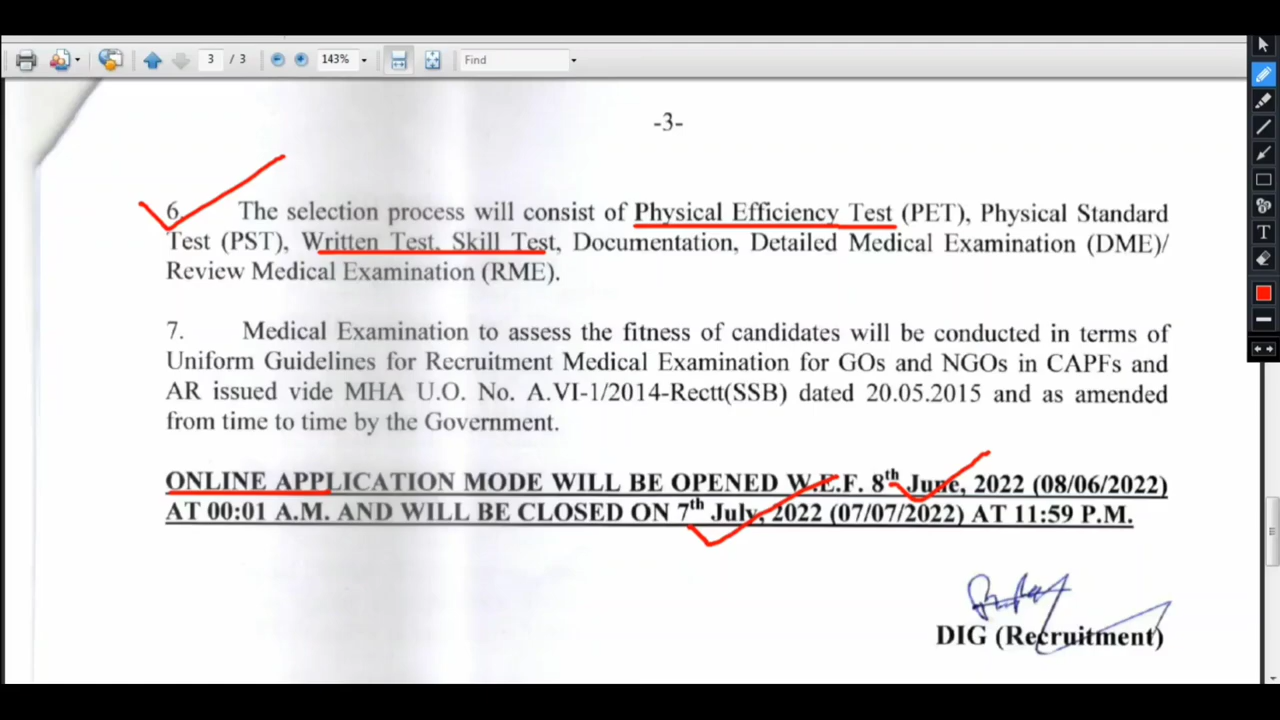 3 / 3 143% Find
-3-
6. The selection process will consist of Physical Efficiency Test (PET), Physical Standard
Test (PST), Written Test, Skill Test, Documentation, Detailed Medical Examination (DME)/
Review Medical Examination (RME).
7. Medical Examination to assess the fitness of candidates will be conducted in terms of
Uniform Guidelines for Recruitment Medical Examination for GOs and NGOs in CAPFs and
AR issued vide MHA U.O. No. A.VI-1/2014-Rectt(SSB) dated 20.05.2015 and as amended
from time to time by the Government.
ONLINE APPLICATION MODE WILL BE OPENED W.E.F. 8th June, 2022 (08/06/2022)
AT 00:01 A.M. AND WILL BE CLOSED ON 7th July, 2022 (07/07/2022) AT 11:59 P.M.
DIG (Recruitment)